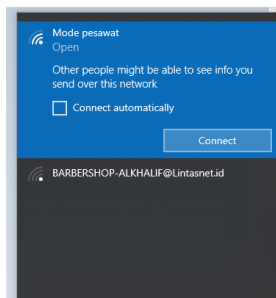 Mode pesawat
Open
Other people might be able to see info you
send over this network
Connect automatically
Connect
BARBERSHOP-ALKHALIF@Lintasnet.id